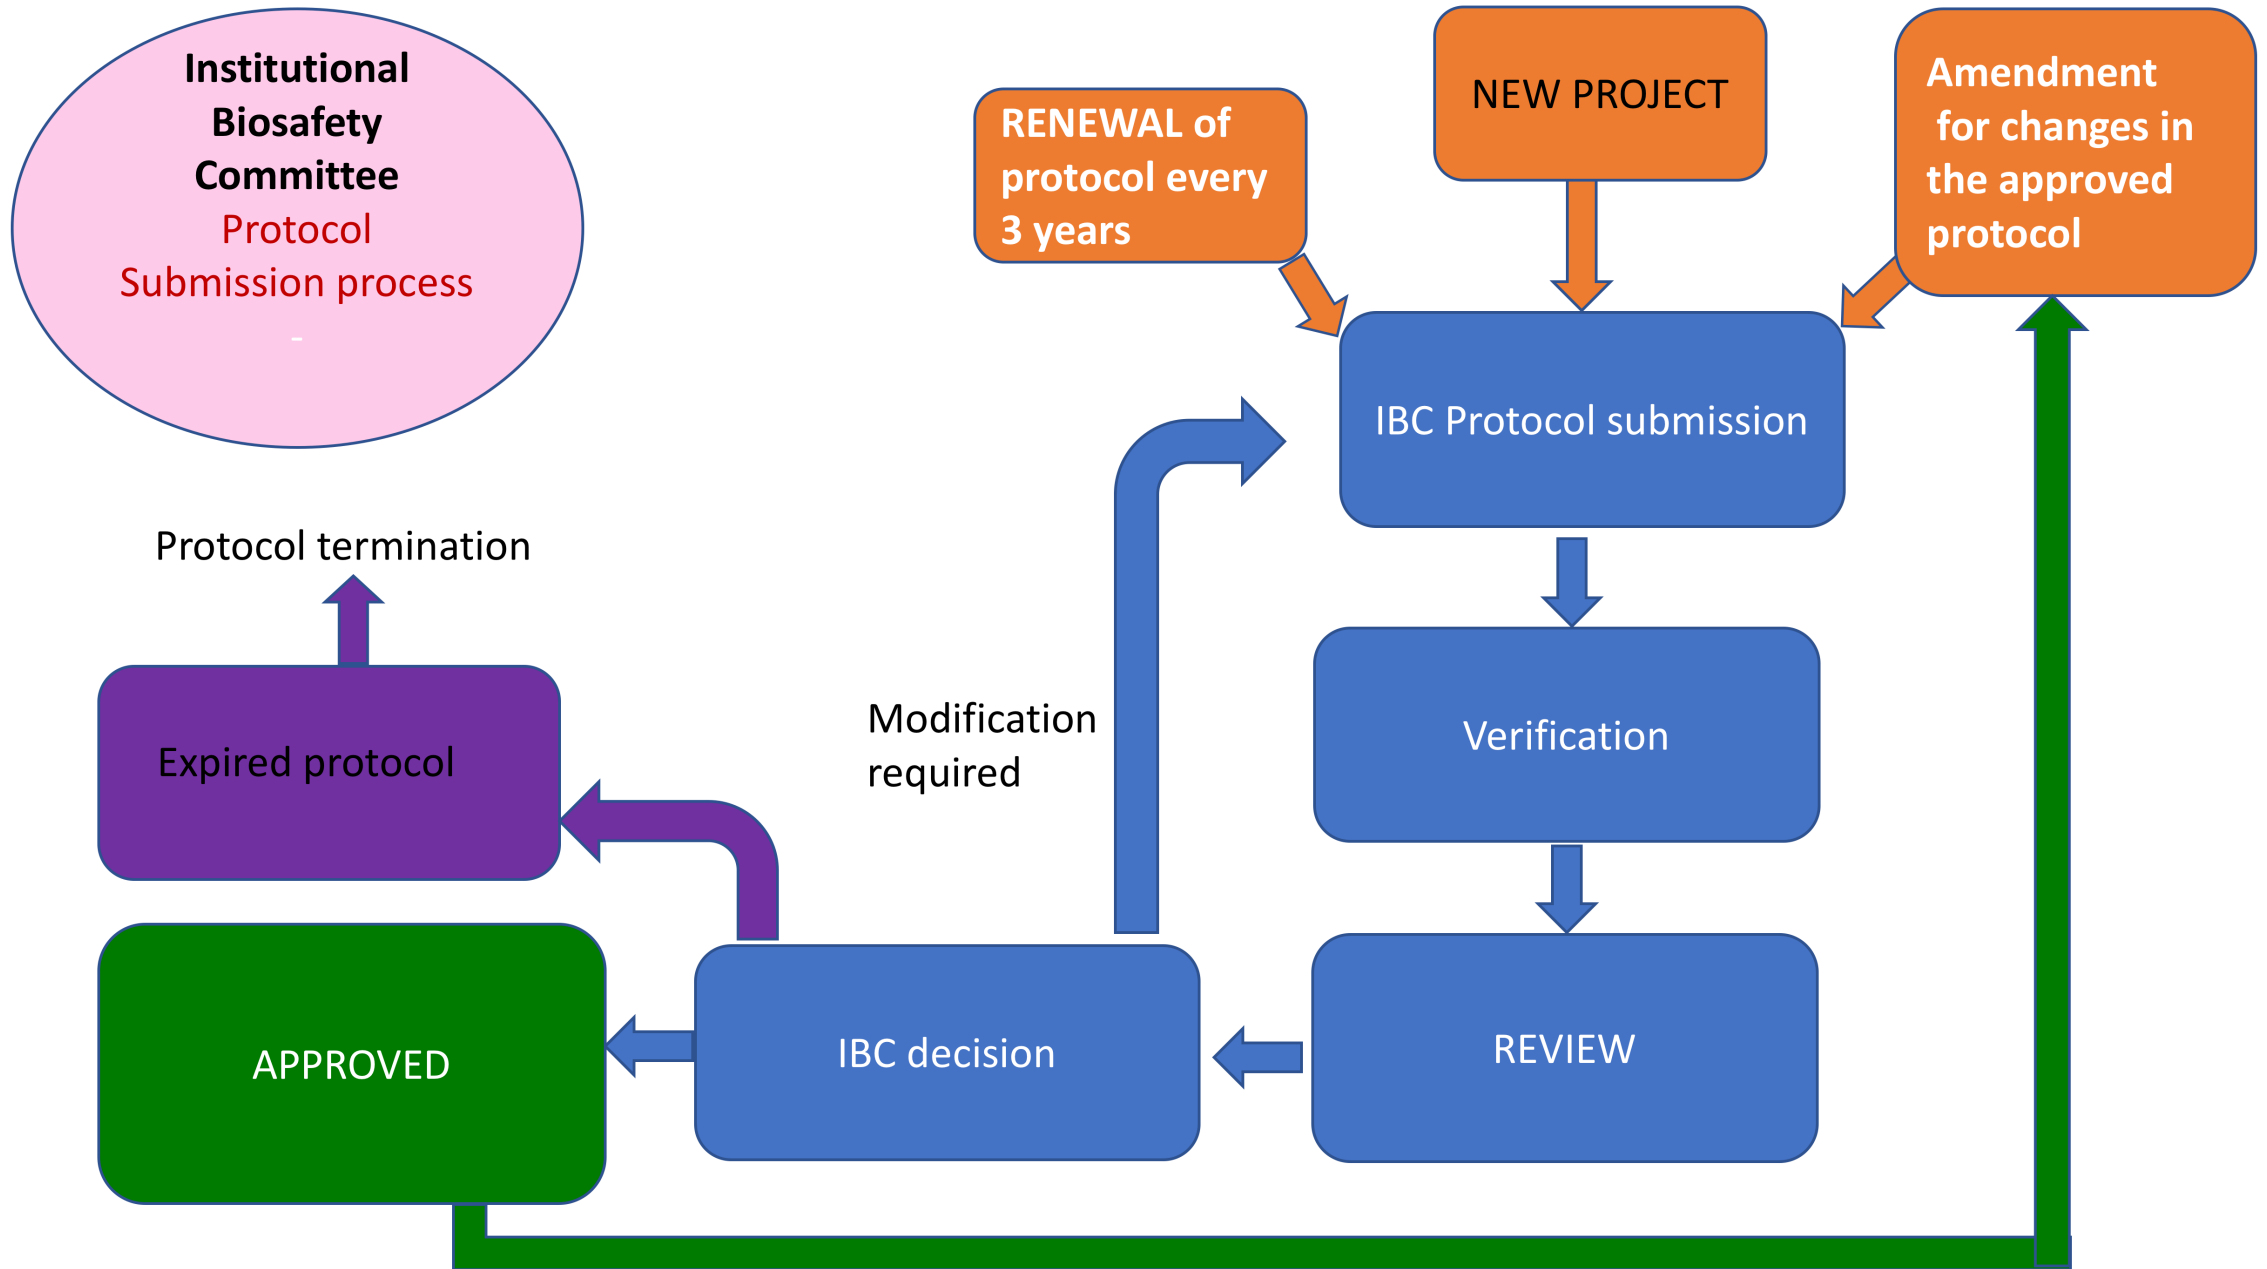 Institutional
Biosafety
Committee
Protocol
Submission process
-
RENEWAL of
protocol every
3 years
NEW PROJECT
Amendment
for changes in
the approved
protocol
IBC Protocol submission
Protocol termination
Modification
required
Verification
Expired protocol
APPROVED
IBC decision
REVIEW